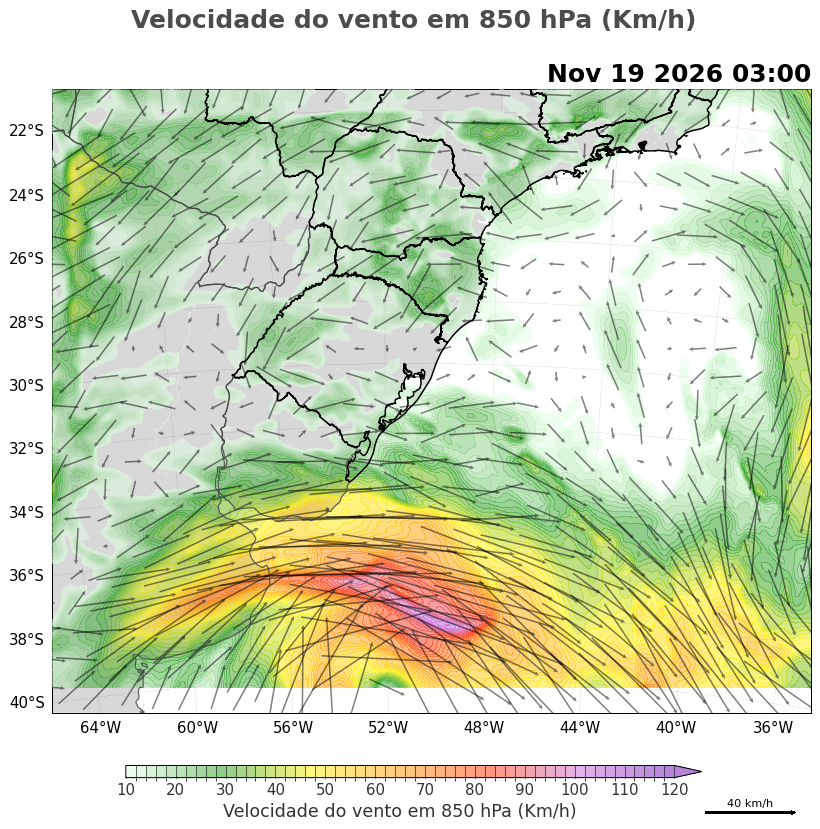 Velocidade do vento em 850 hPa (Km/h)
Nov 19 2026 03:00
22°S
24°S
26°S
28°S
30°S
32°S
34°S
36°S
38°S
40°S
64°W 60°W 56°W 52°W 48°W 44°W 40°W 36°W
10 20 30 40 50 60 70 80 90 100 110 120
Velocidade do vento em 850 hPa (Km/h)
40 km/h